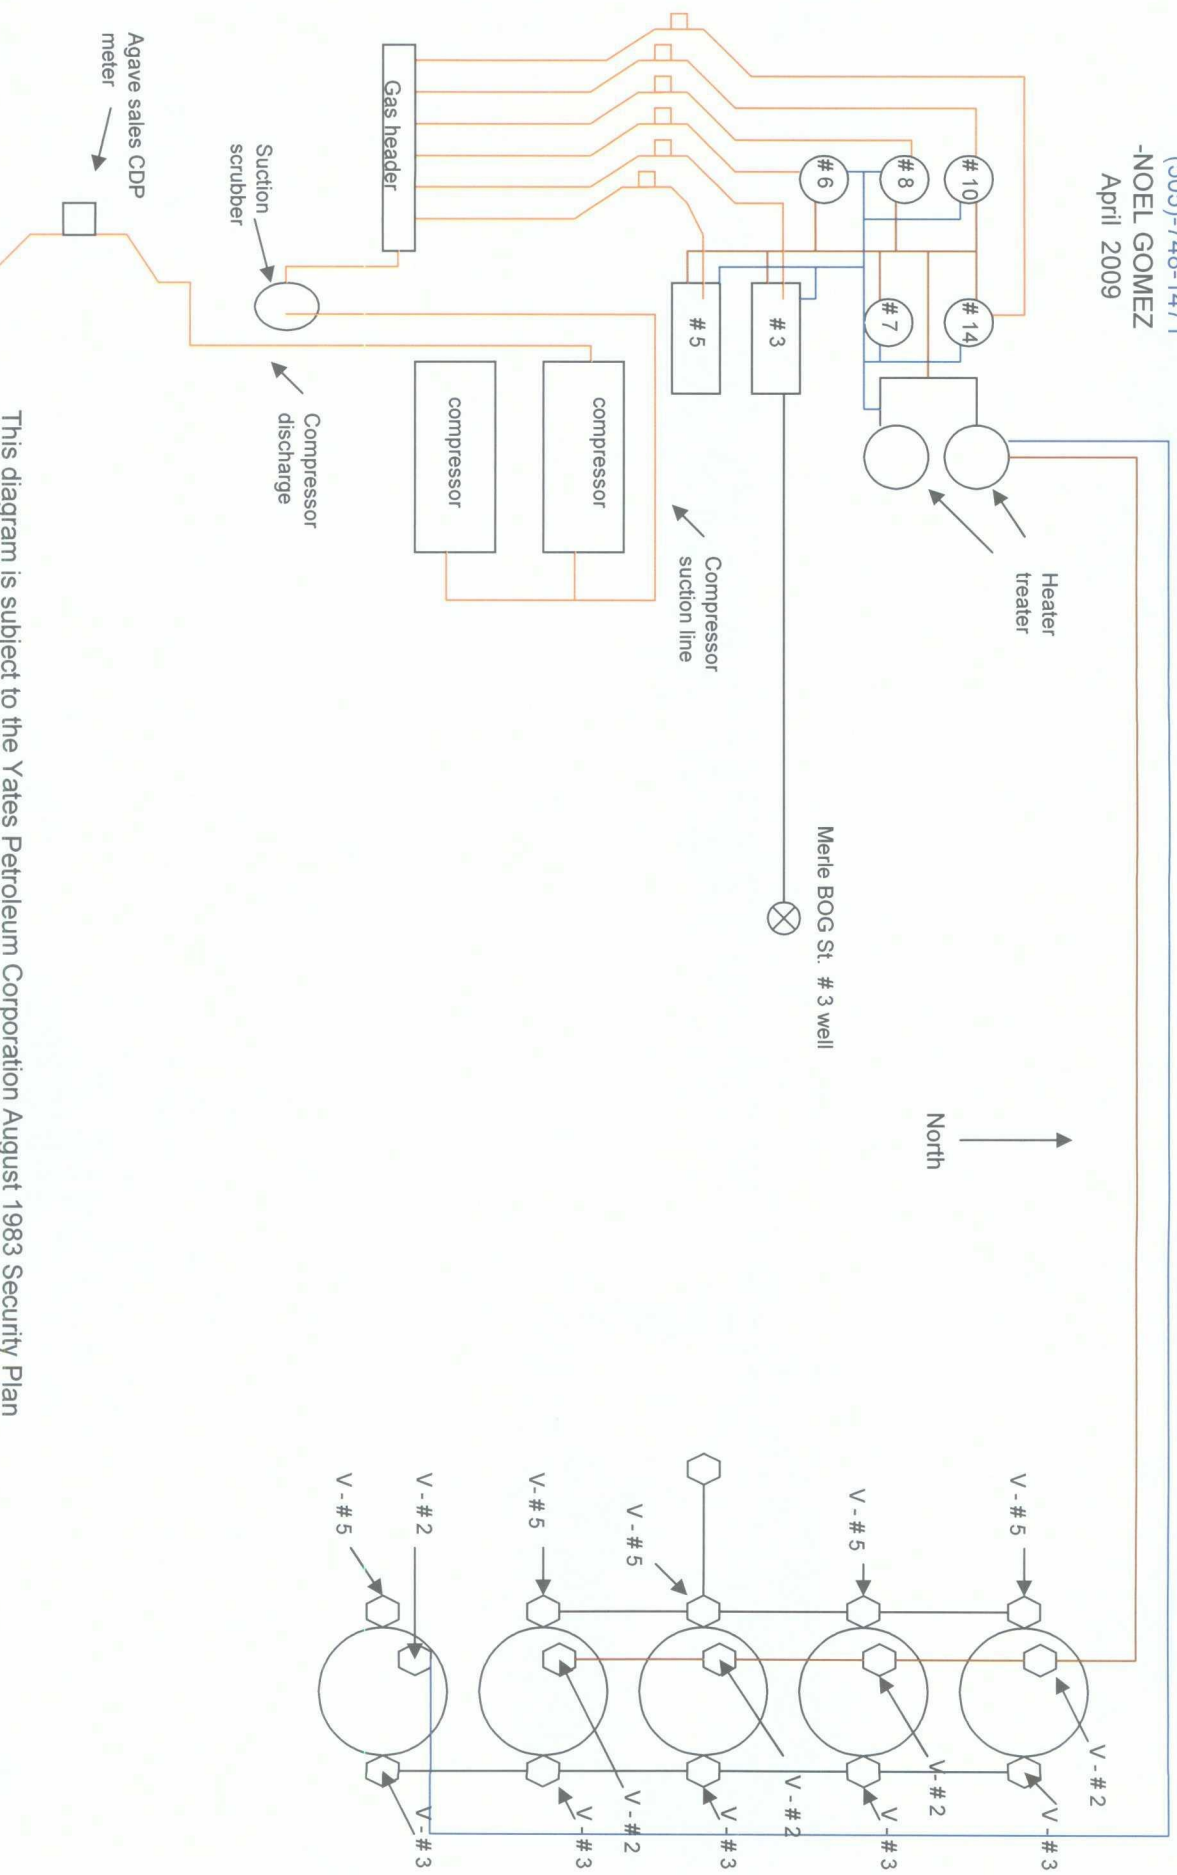 -NOEL GOMEZ
April 2009
Heater
treater
# 10
# 14
# 8
# 7
# 6
# 3
# 5
Merle BOG St. # 3 well
North
Compressor
suction line
compressor
compressor
Gas header
Compressor
discharge
Suction
scrubber
Agave sales CDP
meter
V - # 5
V - # 2
V - # 3
V - # 5
V - # 2
V - # 3
V - # 5
V - # 2
V - # 3
V - # 5
V - # 2
V - # 3
V - # 2
V - # 5
V - # 3
This diagram is subject to the Yates Petroleum Corporation August 1983 Security Plan